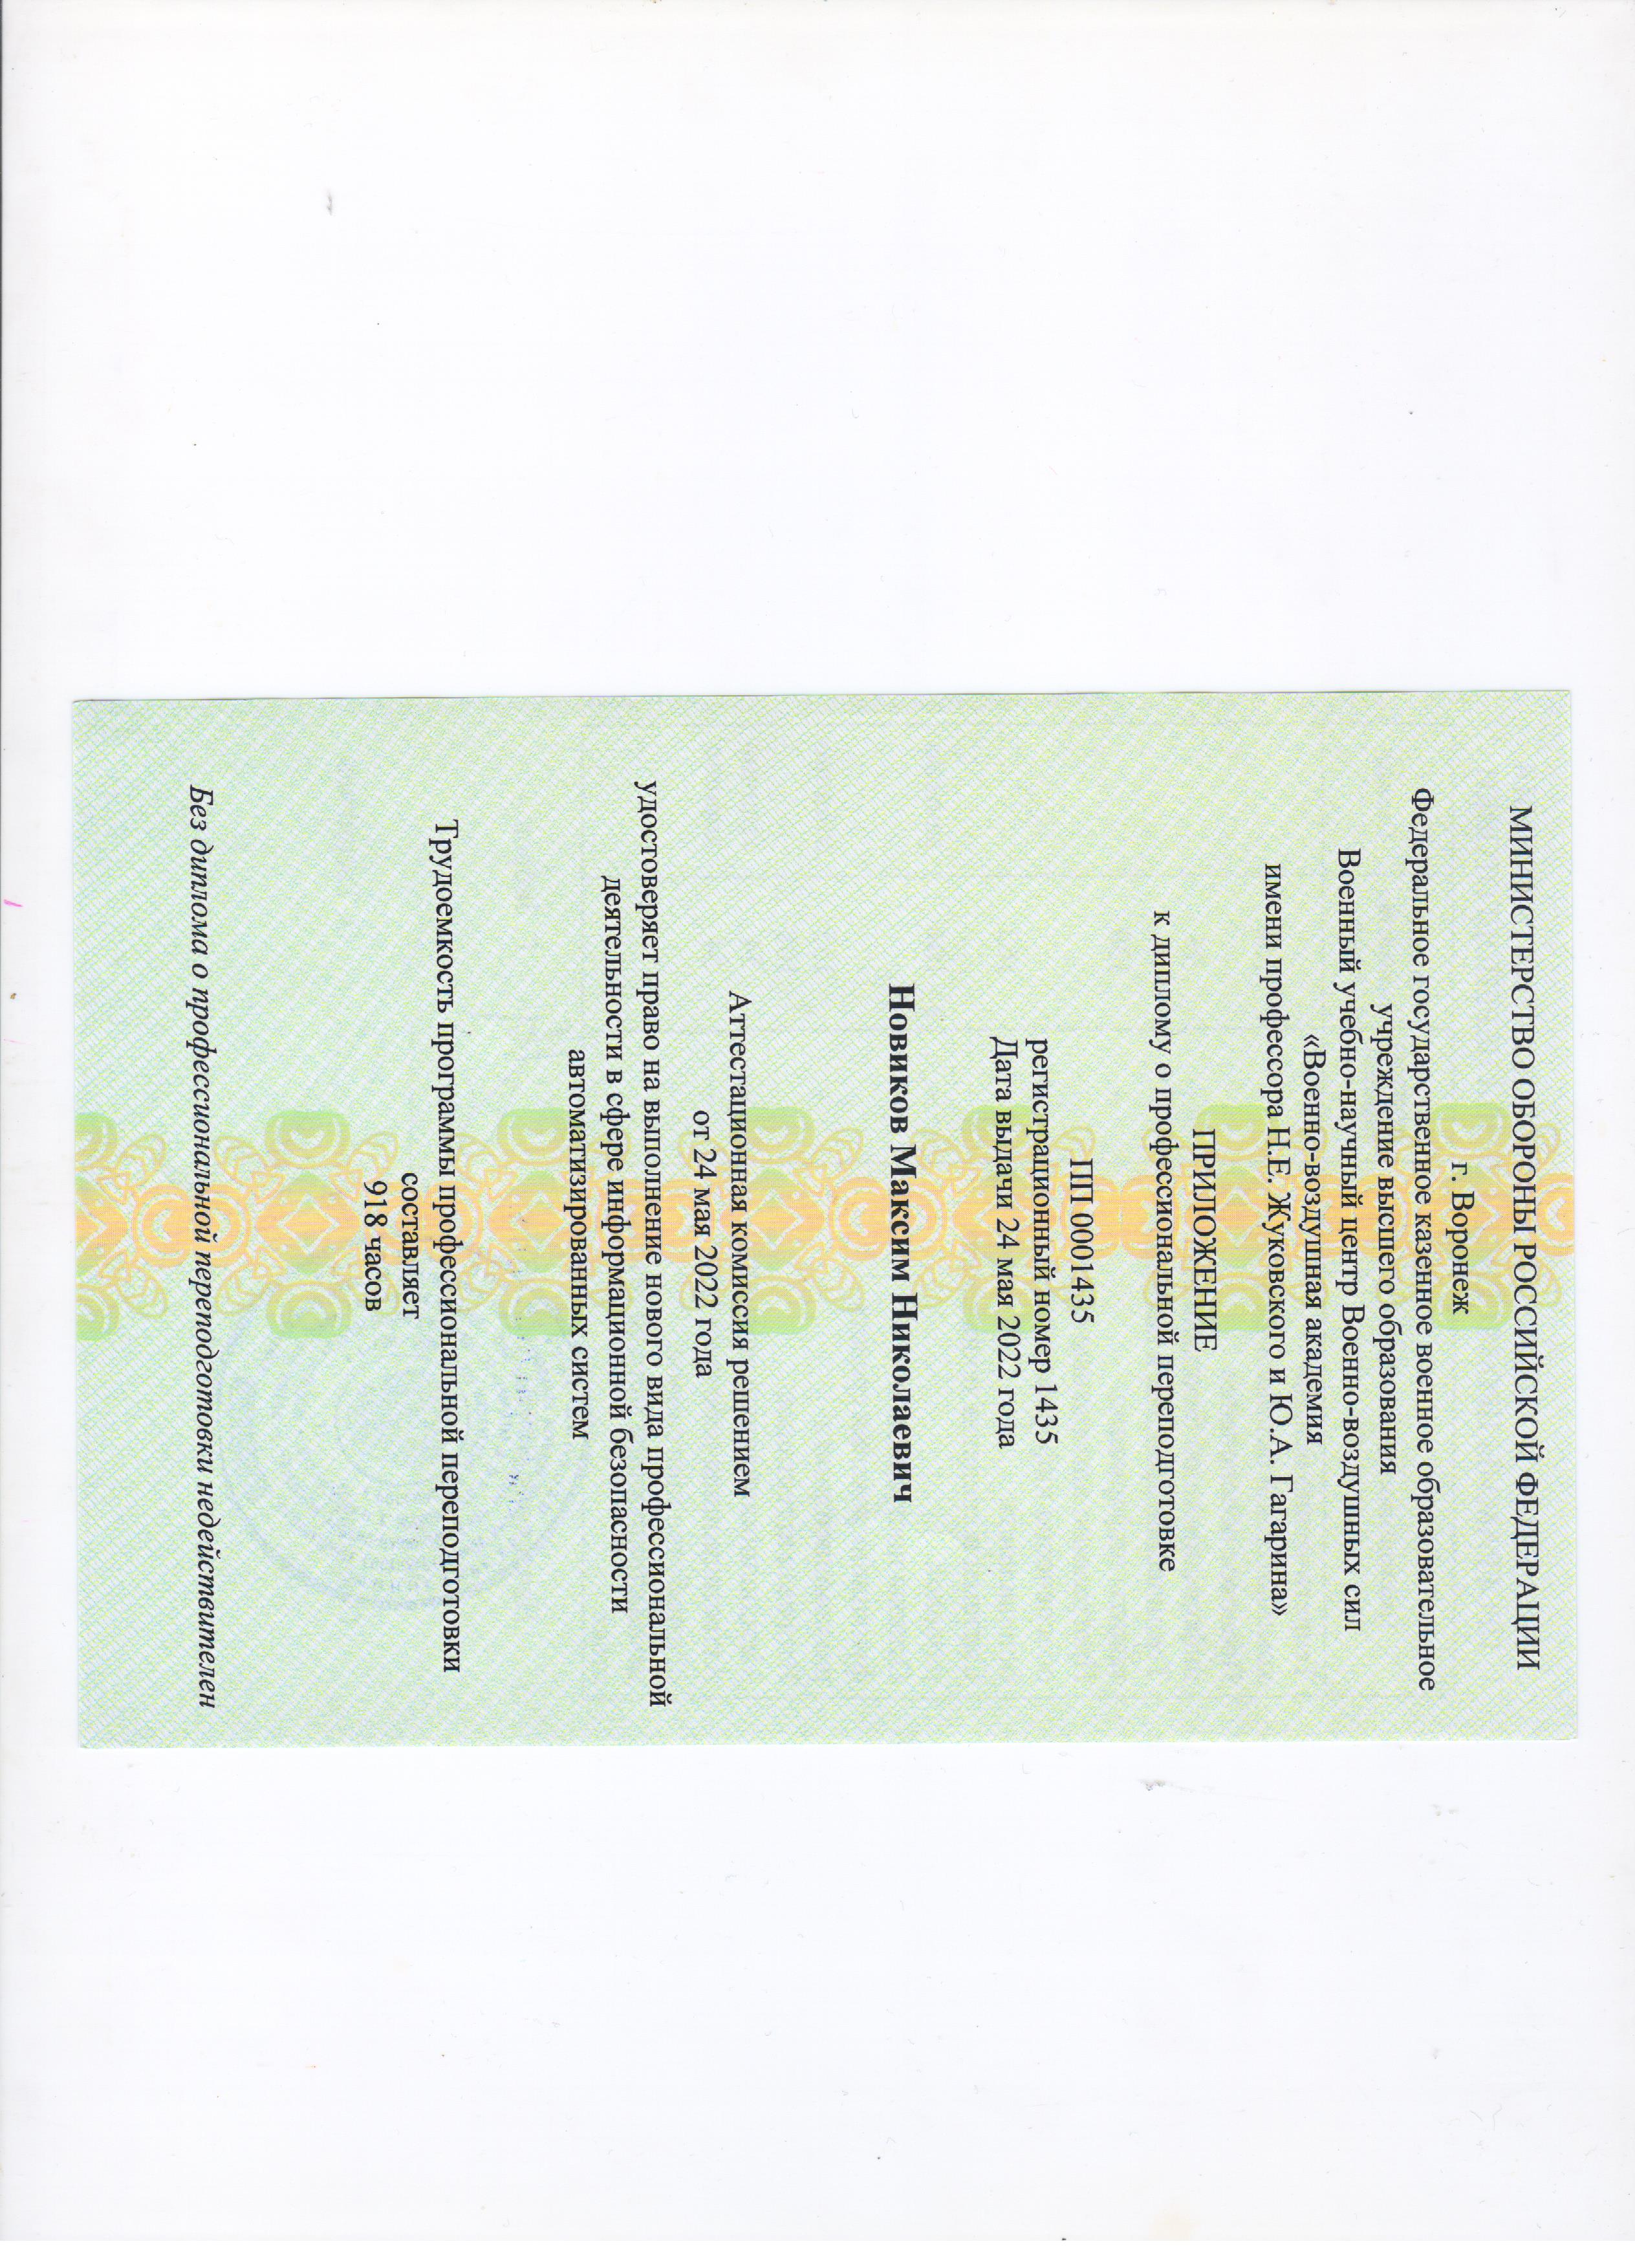 МИНИСТЕРСТВО ОБОРОНЫ РОССИЙСКОЙ ФЕДЕРАЦИИ
г. Воронеж
Федеральное государственное казенное военное образовательное
учреждение высшего образования
Военный учебно-научный центр Военно-воздушных сил
«Военно-воздушная академия
имени профессора Н.Е. Жуковского и Ю.А. Гагарина»
ПРИЛОЖЕНИЕ
к диплому о профессиональной переподготовке
ПП 0001435
регистрационный номер 1435
Дата выдачи 24 мая 2022 года
Новиков Максим Николаевич
Аттестационная комиссия решением
от 24 мая 2022 года
удостоверяет право на выполнение нового вида профессиональной
деятельности в сфере информационной безопасности
автоматизированных систем
Трудоемкость программы профессиональной переподготовки
составляет
918 часов
Без диплома о профессиональной переподготовки недействителен